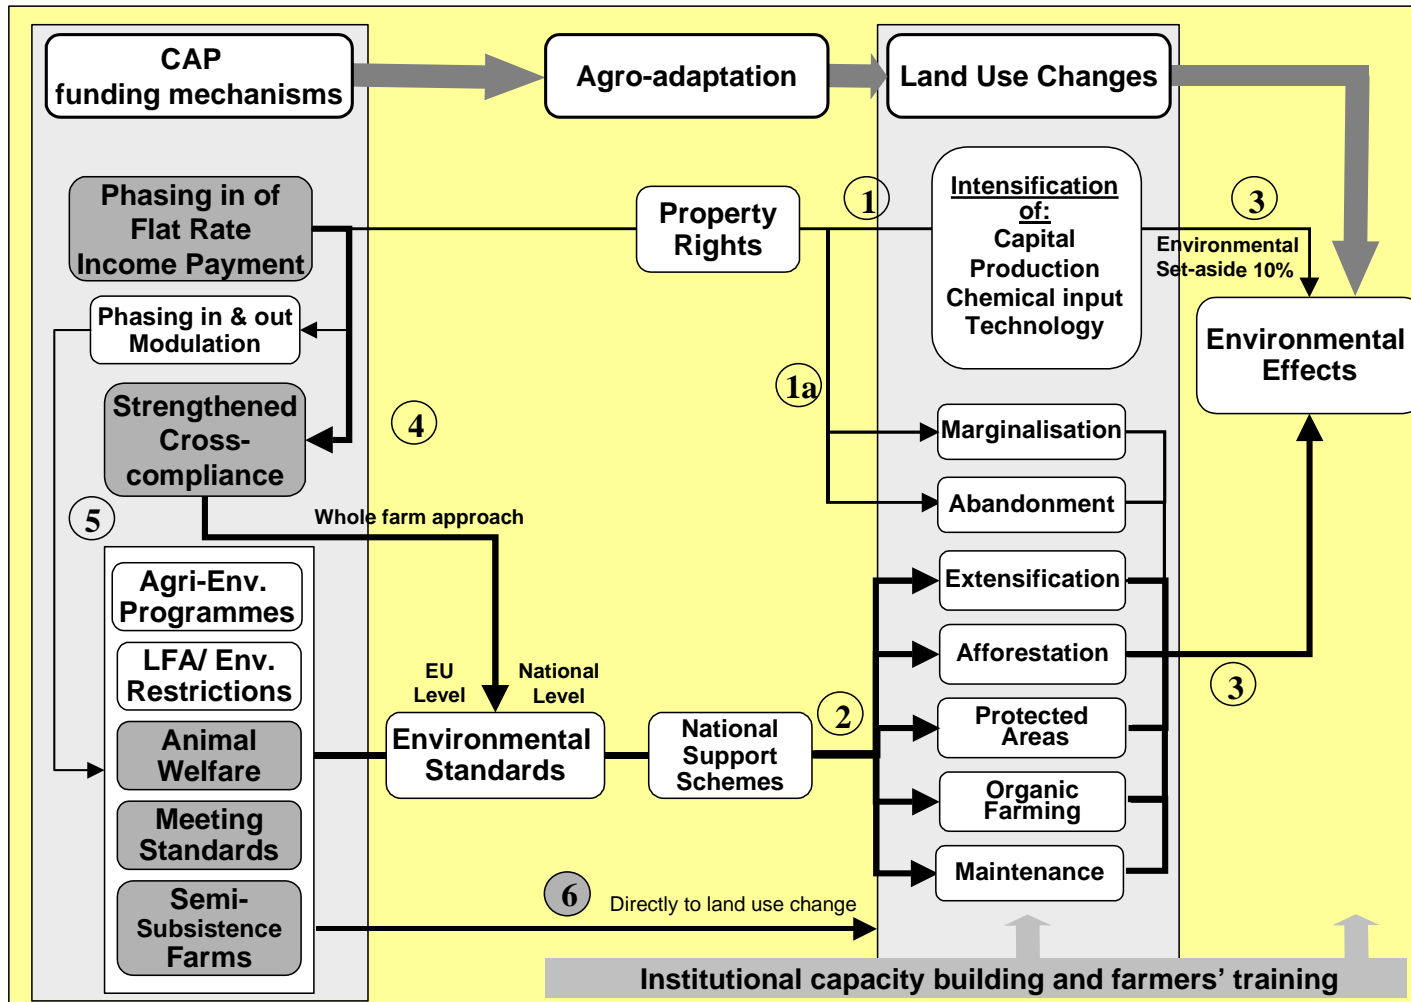 CAP
funding mechanisms
Agro-adaptation
Land Use Changes
Phasing in of
Flat Rate
Income Payment
Property
Rights
1
Intensification
of:
Capital
Production
Chemical input
Technology
3
Environmental
Set-aside 10%
Phasing in & out
Modulation
Environmental
Effects
1a
Strengthened
Cross-
compliance
4
Marginalisation
Abandonment
5
Whole farm approach
Agri-Env.
Programmes
LFA/ Env.
Restrictions
Animal
Welfare
Meeting
Standards
Semi-
Subsistence
Farms
EU
Level
National
Level
Environmental
Standards
National
Support
Schemes
2
Extensification
Afforestation
Protected
Areas
Organic
Farming
Maintenance
3
6
Directly to land use change
Institutional capacity building and farmers’ training